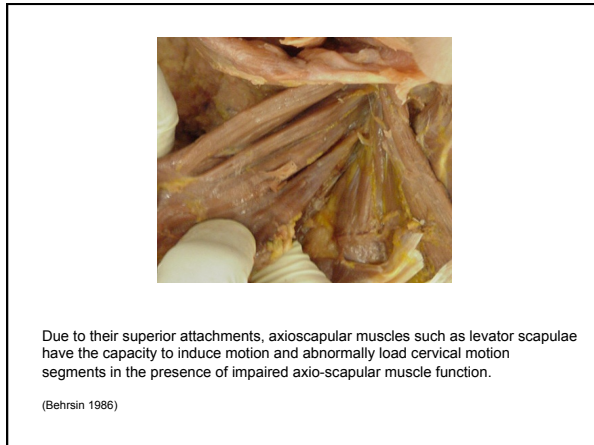 Due to their superior attachments, axioscapular muscles such as levator scapulae
have the capacity to induce motion and abnormally load cervical motion
segments in the presence of impaired axio-scapular muscle function.
(Behrsin 1986)